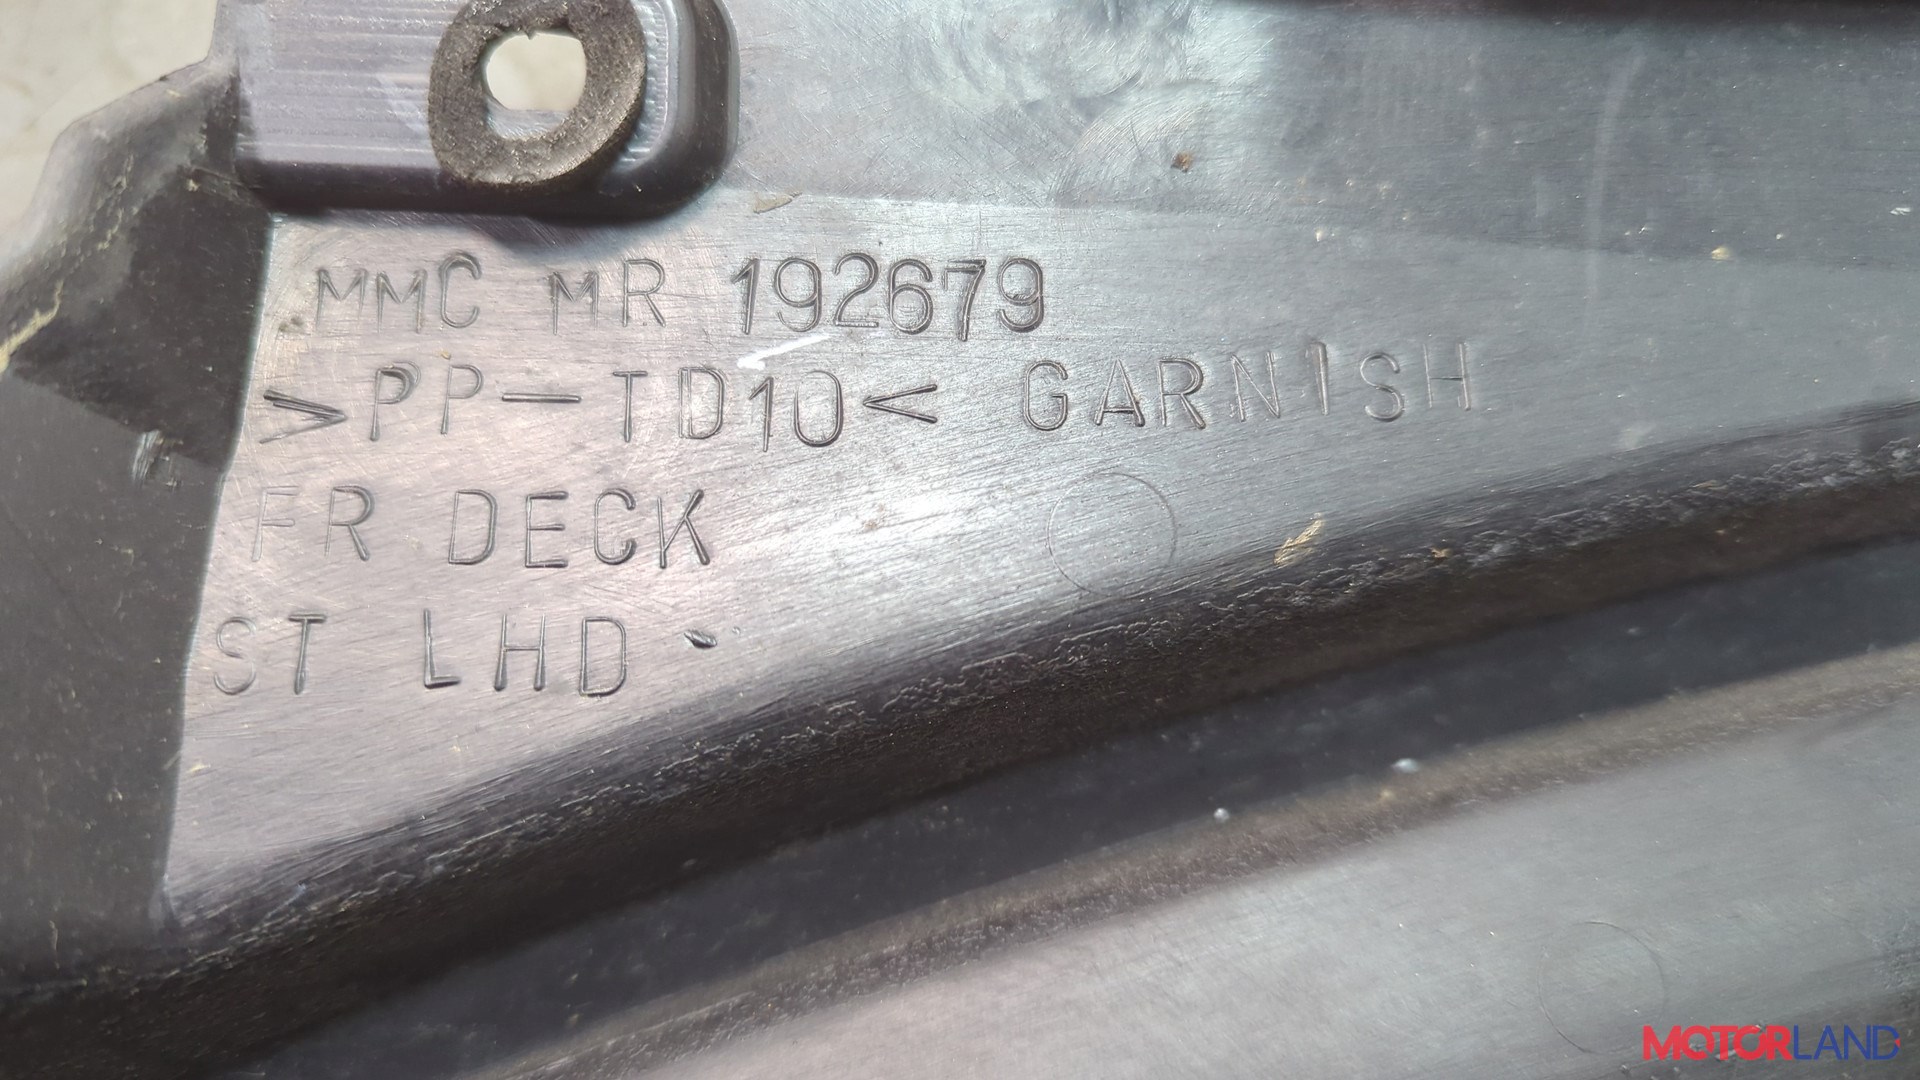 MMC MR 192679
>PP-TD10< GARNISH
FR DECK
ST LHD
MOTORLAND